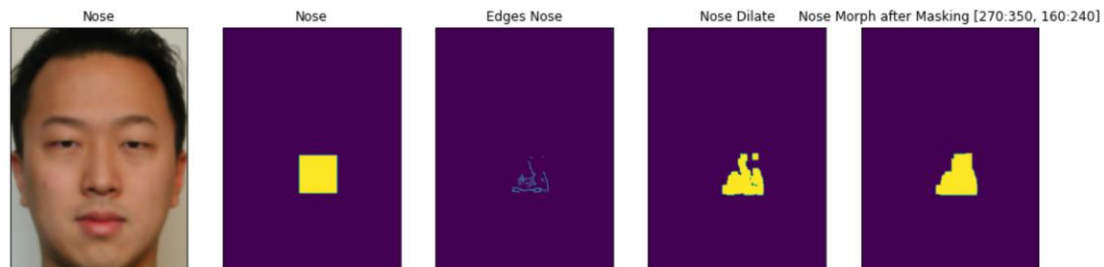 Nose
Nose
Edges Nose
Nose Dilate
Nose Morph after Masking [270:350, 160:240]